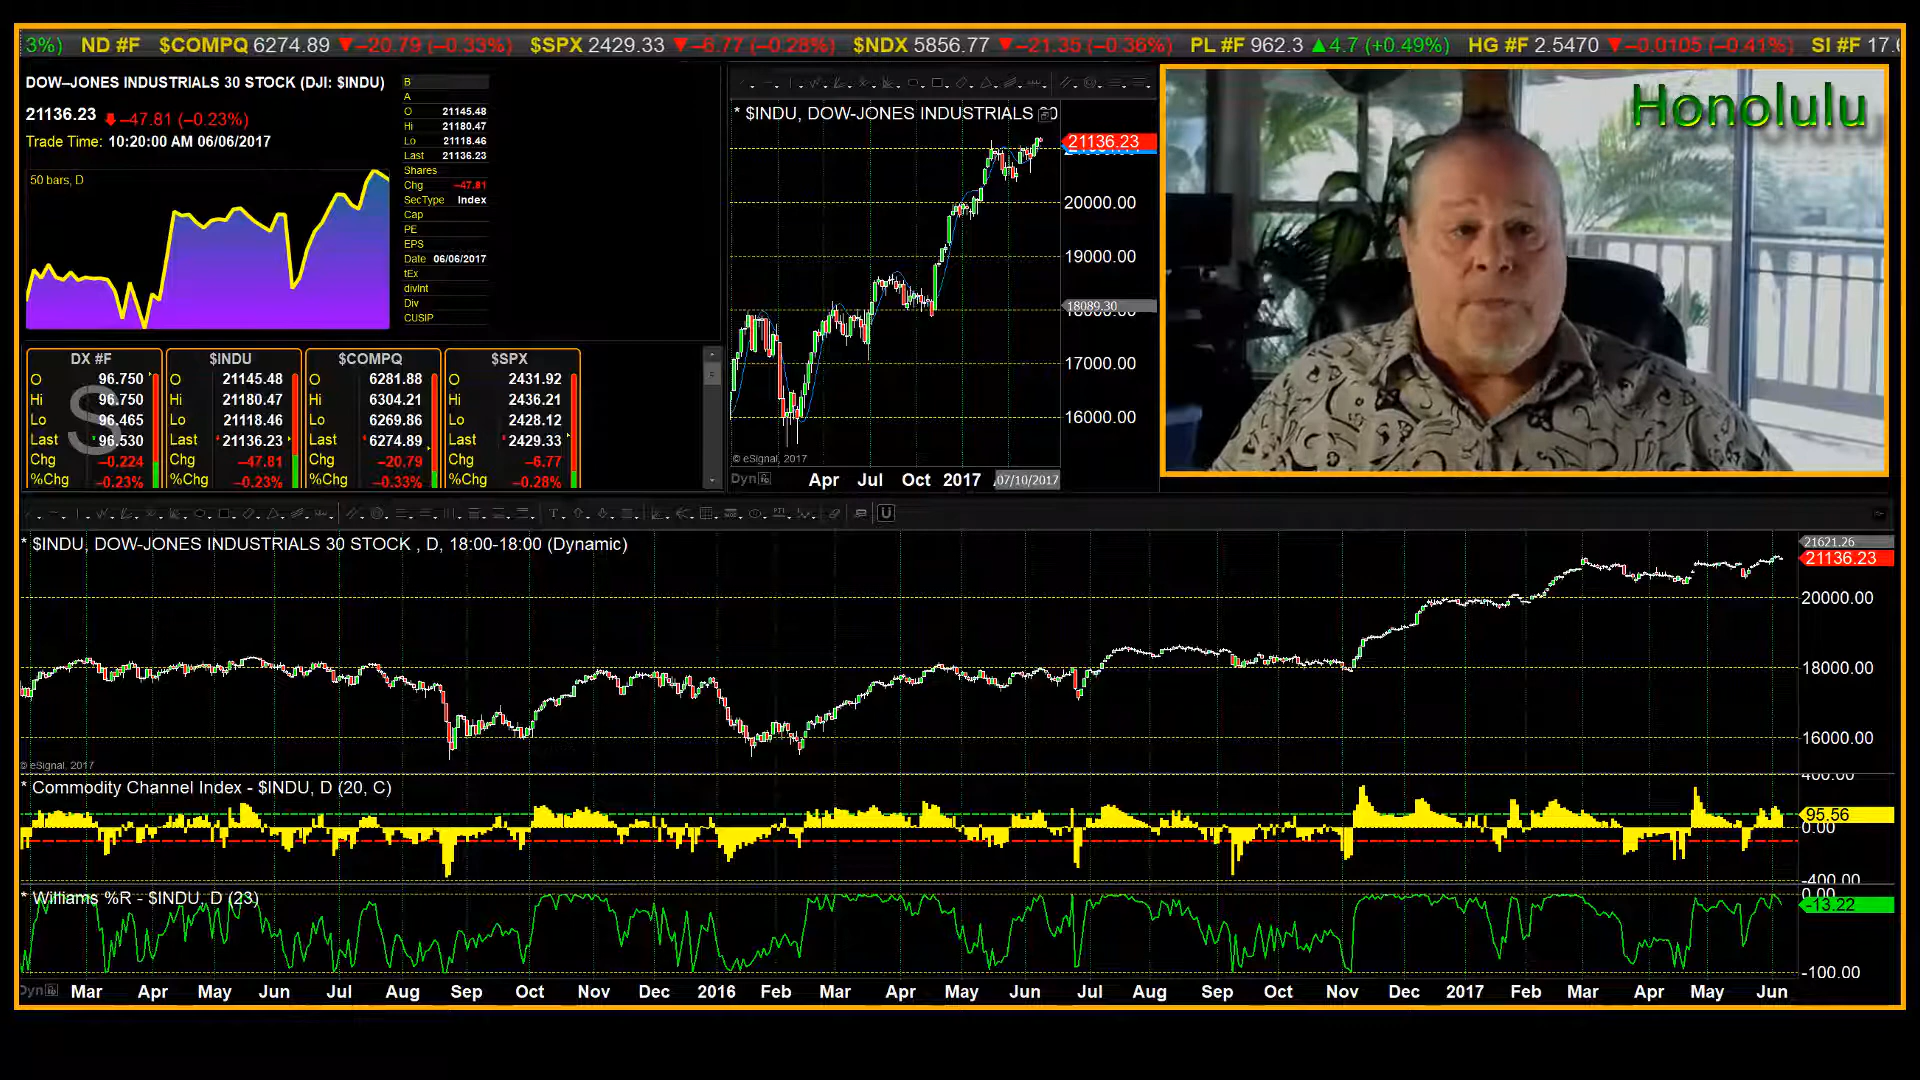 3%) ND #F $COMPQ 6274.89 ▼−20.79 (−0.33%) $SPX 2429.33 ▼−6.77 (−0.28%) $NDX 5856.77 ▼−21.35 (−0.36%) PL #F 962.3 ▲4.7 (+0.49%) HG #F 2.5470 ▼−0.0105 (−0.41%) SI #F 17.6
DOW–JONES INDUSTRIALS 30 STOCK (DJI: $INDU)
21136.23 −47.81 (−0.23%)
Trade Time: 10:20:00 AM 06/06/2017
50 bars, D
B
A
O 21145.48
Hi 21180.47
Lo 21118.46
Last 21136.23
Shares
Chg −47.81
SecType Index
Cap
PE
EPS
Date 06/06/2017
tEx
divInt
Div
CUSIP
DX #F
O 96.750
Hi 96.750
Lo 96.465
Last 96.530
Chg −0.224
%Chg −0.23%
S
$INDU
O 21145.48
Hi 21180.47
Lo 21118.46
Last 21136.23
Chg −47.81
%Chg −0.23%
$COMPQ
O 6281.88
Hi 6304.21
Lo 6269.86
Last 6274.89
Chg −20.79
%Chg −0.33%
$SPX
O 2431.92
Hi 2436.21
Lo 2428.12
Last 2429.33
Chg −6.77
%Chg −0.28%
* $INDU, DOW-JONES INDUSTRIALS
21136.23
20000.00
19000.00
18089.30
17000.00
16000.00
© eSignal, 2017
Dyn Apr Jul Oct 2017 07/10/2017
Honolulu
* $INDU, DOW-JONES INDUSTRIALS 30 STOCK , D, 18:00-18:00 (Dynamic)
21621.26
21136.23
20000.00
18000.00
16000.00
© eSignal, 2017
* Commodity Channel Index - $INDU, D (20, C)
400.00
95.56
0.00
-400.00
* Williams %R - $INDU, D (23)
0.00
-13.22
-100.00
Dyn Mar Apr May Jun Jul Aug Sep Oct Nov Dec 2016 Feb Mar Apr May Jun Jul Aug Sep Oct Nov Dec 2017 Feb Mar Apr May Jun